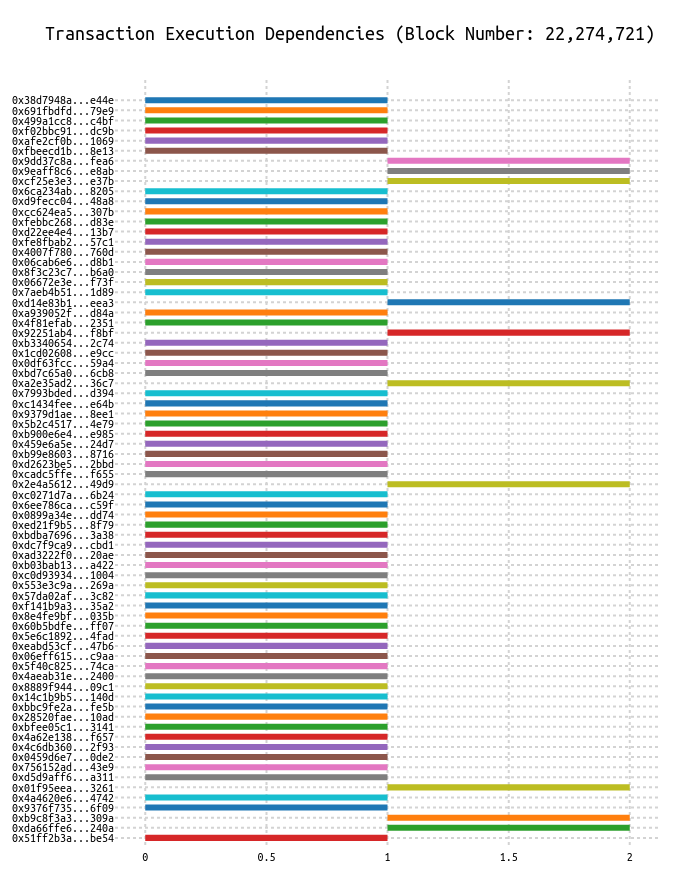 Transaction Execution Dependencies (Block Number: 22,274,721)
0x38d7948a...e44e
0x691fbdfd...79e9
0x499a1cc8...c4bf
0xf02bbc91...dc9b
0xafe2cf0b...1069
0xfbeecd1b...8e13
0x9dd37c8a...fea6
0x9eaff8c6...e8ab
0xcf25e3e3...e37b
0x6ca234ab...8205
0xd9fecc04...48a8
0xcc624ea5...307b
0xfebbc268...d83e
0xd22ee4e4...13b7
0xfe8fbab2...57c1
0x4007f780...760d
0x06cab6e6...d8b1
0x8f3c23c7...b6a0
0x06672e3e...f73f
0x7aeb4b51...1d89
0xd14e83b1...eea3
0xa939052f...d84a
0x4f81efab...2351
0x92251ab4...f8bf
0xb3340654...2c74
0x1cd02608...e9cc
0x0df63fcc...59a4
0xbd7c65a0...6cb8
0xa2e35ad2...36c7
0x7993bded...d394
0xc1434fee...e64b
0x9379d1ae...8ee1
0x5b2c4517...4e79
0xb900e6e4...e985
0x459e6a5e...24d7
0xb99e8603...8716
0xd2623be5...2bbd
0xcadc5ffe...f655
0x2e4a5612...49d9
0xc0271d7a...6b24
0x6ee786ca...c59f
0x0899a34e...dd74
0xed21f9b5...8f79
0xbdba7696...3a38
0xdc7f9ca9...cbd1
0xad3222f0...20ae
0xb03bab13...a422
0xc0d93934...1004
0x553e3c9a...269a
0x57da02af...3c82
0xf141b9a3...35a2
0x8e4fe9bf...035b
0x60b5bdfe...ff07
0x5e6c1892...4fad
0xeabd53cf...47b6
0x06eff615...c9aa
0x5f40c825...74ca
0x4aeab31e...2400
0x8889f944...09c1
0x14c1b9b5...140d
0xbbc9fe2a...fe5b
0x28520fae...10ad
0xbfee05c1...3141
0x4a62e138...f657
0x4c6db360...2f93
0x0459d6e7...0de2
0x756152ad...43e9
0xd5d9aff6...a311
0x01f95eea...3261
0x4a4620e6...4742
0x9376f735...6f09
0xb9c8f3a3...309a
0xda66ffe6...240a
0x51ff2b3a...be54
0 0.5 1 1.5 2